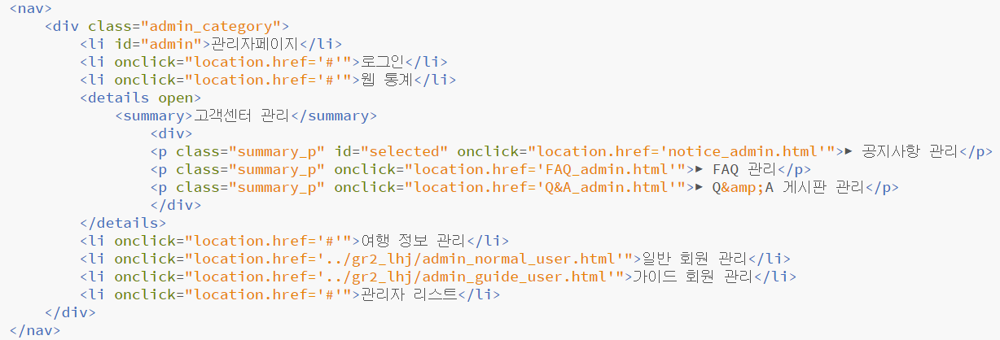 <nav>
    <div class="admin_category">
        <li id="admin">관리자페이지</li>
        <li onclick="location.href='#'">로그인</li>
        <li onclick="location.href='#'">웹 통계</li>
        <details open>
            <summary>고객센터 관리</summary>
                <div>
                <p class="summary_p" id="selected" onclick="location.href='notice_admin.html'">► 공지사항 관리</p>
                <p class="summary_p" onclick="location.href='FAQ_admin.html'">► FAQ 관리</p>
                <p class="summary_p" onclick="location.href='Q&A_admin.html'">► Q&amp;A 게시판 관리</p>
                </div>
        </details>
        <li onclick="location.href='#'">여행 정보 관리</li>
        <li onclick="location.href='../gr2_lhj/admin_normal_user.html'">일반 회원 관리</li>
        <li onclick="location.href='../gr2_lhj/admin_guide_user.html'">가이드 회원 관리</li>
        <li onclick="location.href='#'">관리자 리스트</li>
    </div>
</nav>